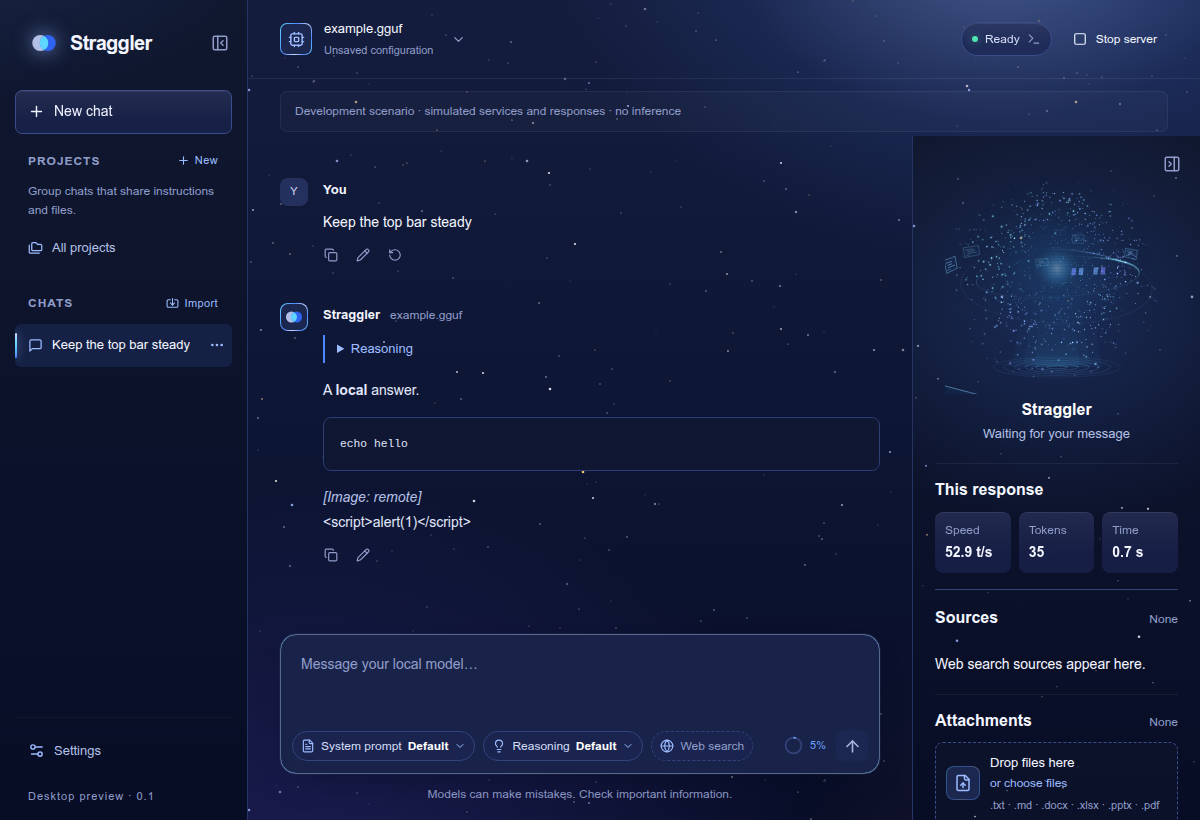 Straggler
New chat
PROJECTS
New
Group chats that share instructions
and files.
All projects
CHATS
Import
Keep the top bar steady
Settings
Desktop preview · 0.1
example.gguf
Unsaved configuration
Ready
Stop server
Development scenario · simulated services and responses · no inference
Y
You
Keep the top bar steady
Straggler example.gguf
Reasoning
A local answer.
echo hello
[Image: remote]
<script>alert(1)</script>
Message your local model…
System prompt Default
Reasoning Default
Web search
5%
Models can make mistakes. Check important information.
Straggler
Waiting for your message
This response
Speed
52.9 t/s
Tokens
35
Time
0.7 s
Sources
None
Web search sources appear here.
Attachments
None
Drop files here
or choose files
.txt · .md · .docx · .xlsx · .pptx · .pdf